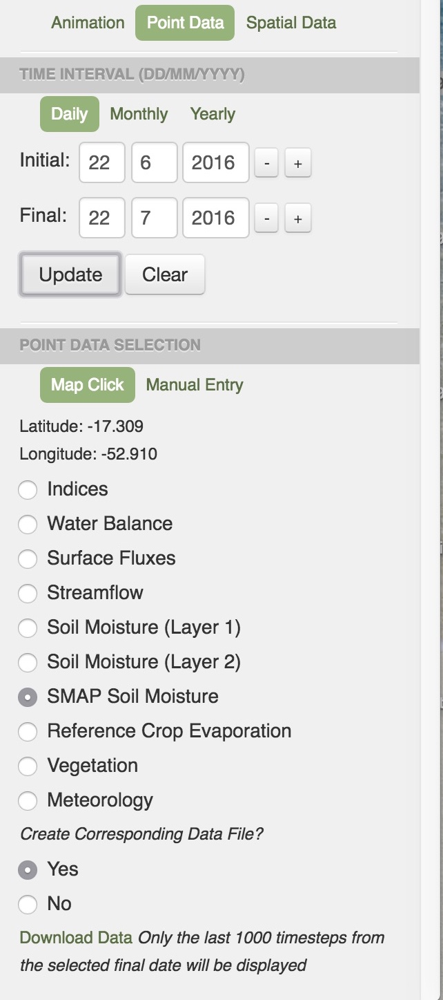 Animation Point Data Spatial Data
TIME INTERVAL (DD/MM/YYYY)
Daily Monthly Yearly
Initial: 22 6 2016 - +
Final: 22 7 2016 - +
Update Clear
POINT DATA SELECTION
Map Click Manual Entry
Latitude: -17.309
Longitude: -52.910
Indices
Water Balance
Surface Fluxes
Streamflow
Soil Moisture (Layer 1)
Soil Moisture (Layer 2)
SMAP Soil Moisture
Reference Crop Evaporation
Vegetation
Meteorology
Create Corresponding Data File?
Yes
No
Download Data Only the last 1000 timesteps from
the selected final date will be displayed